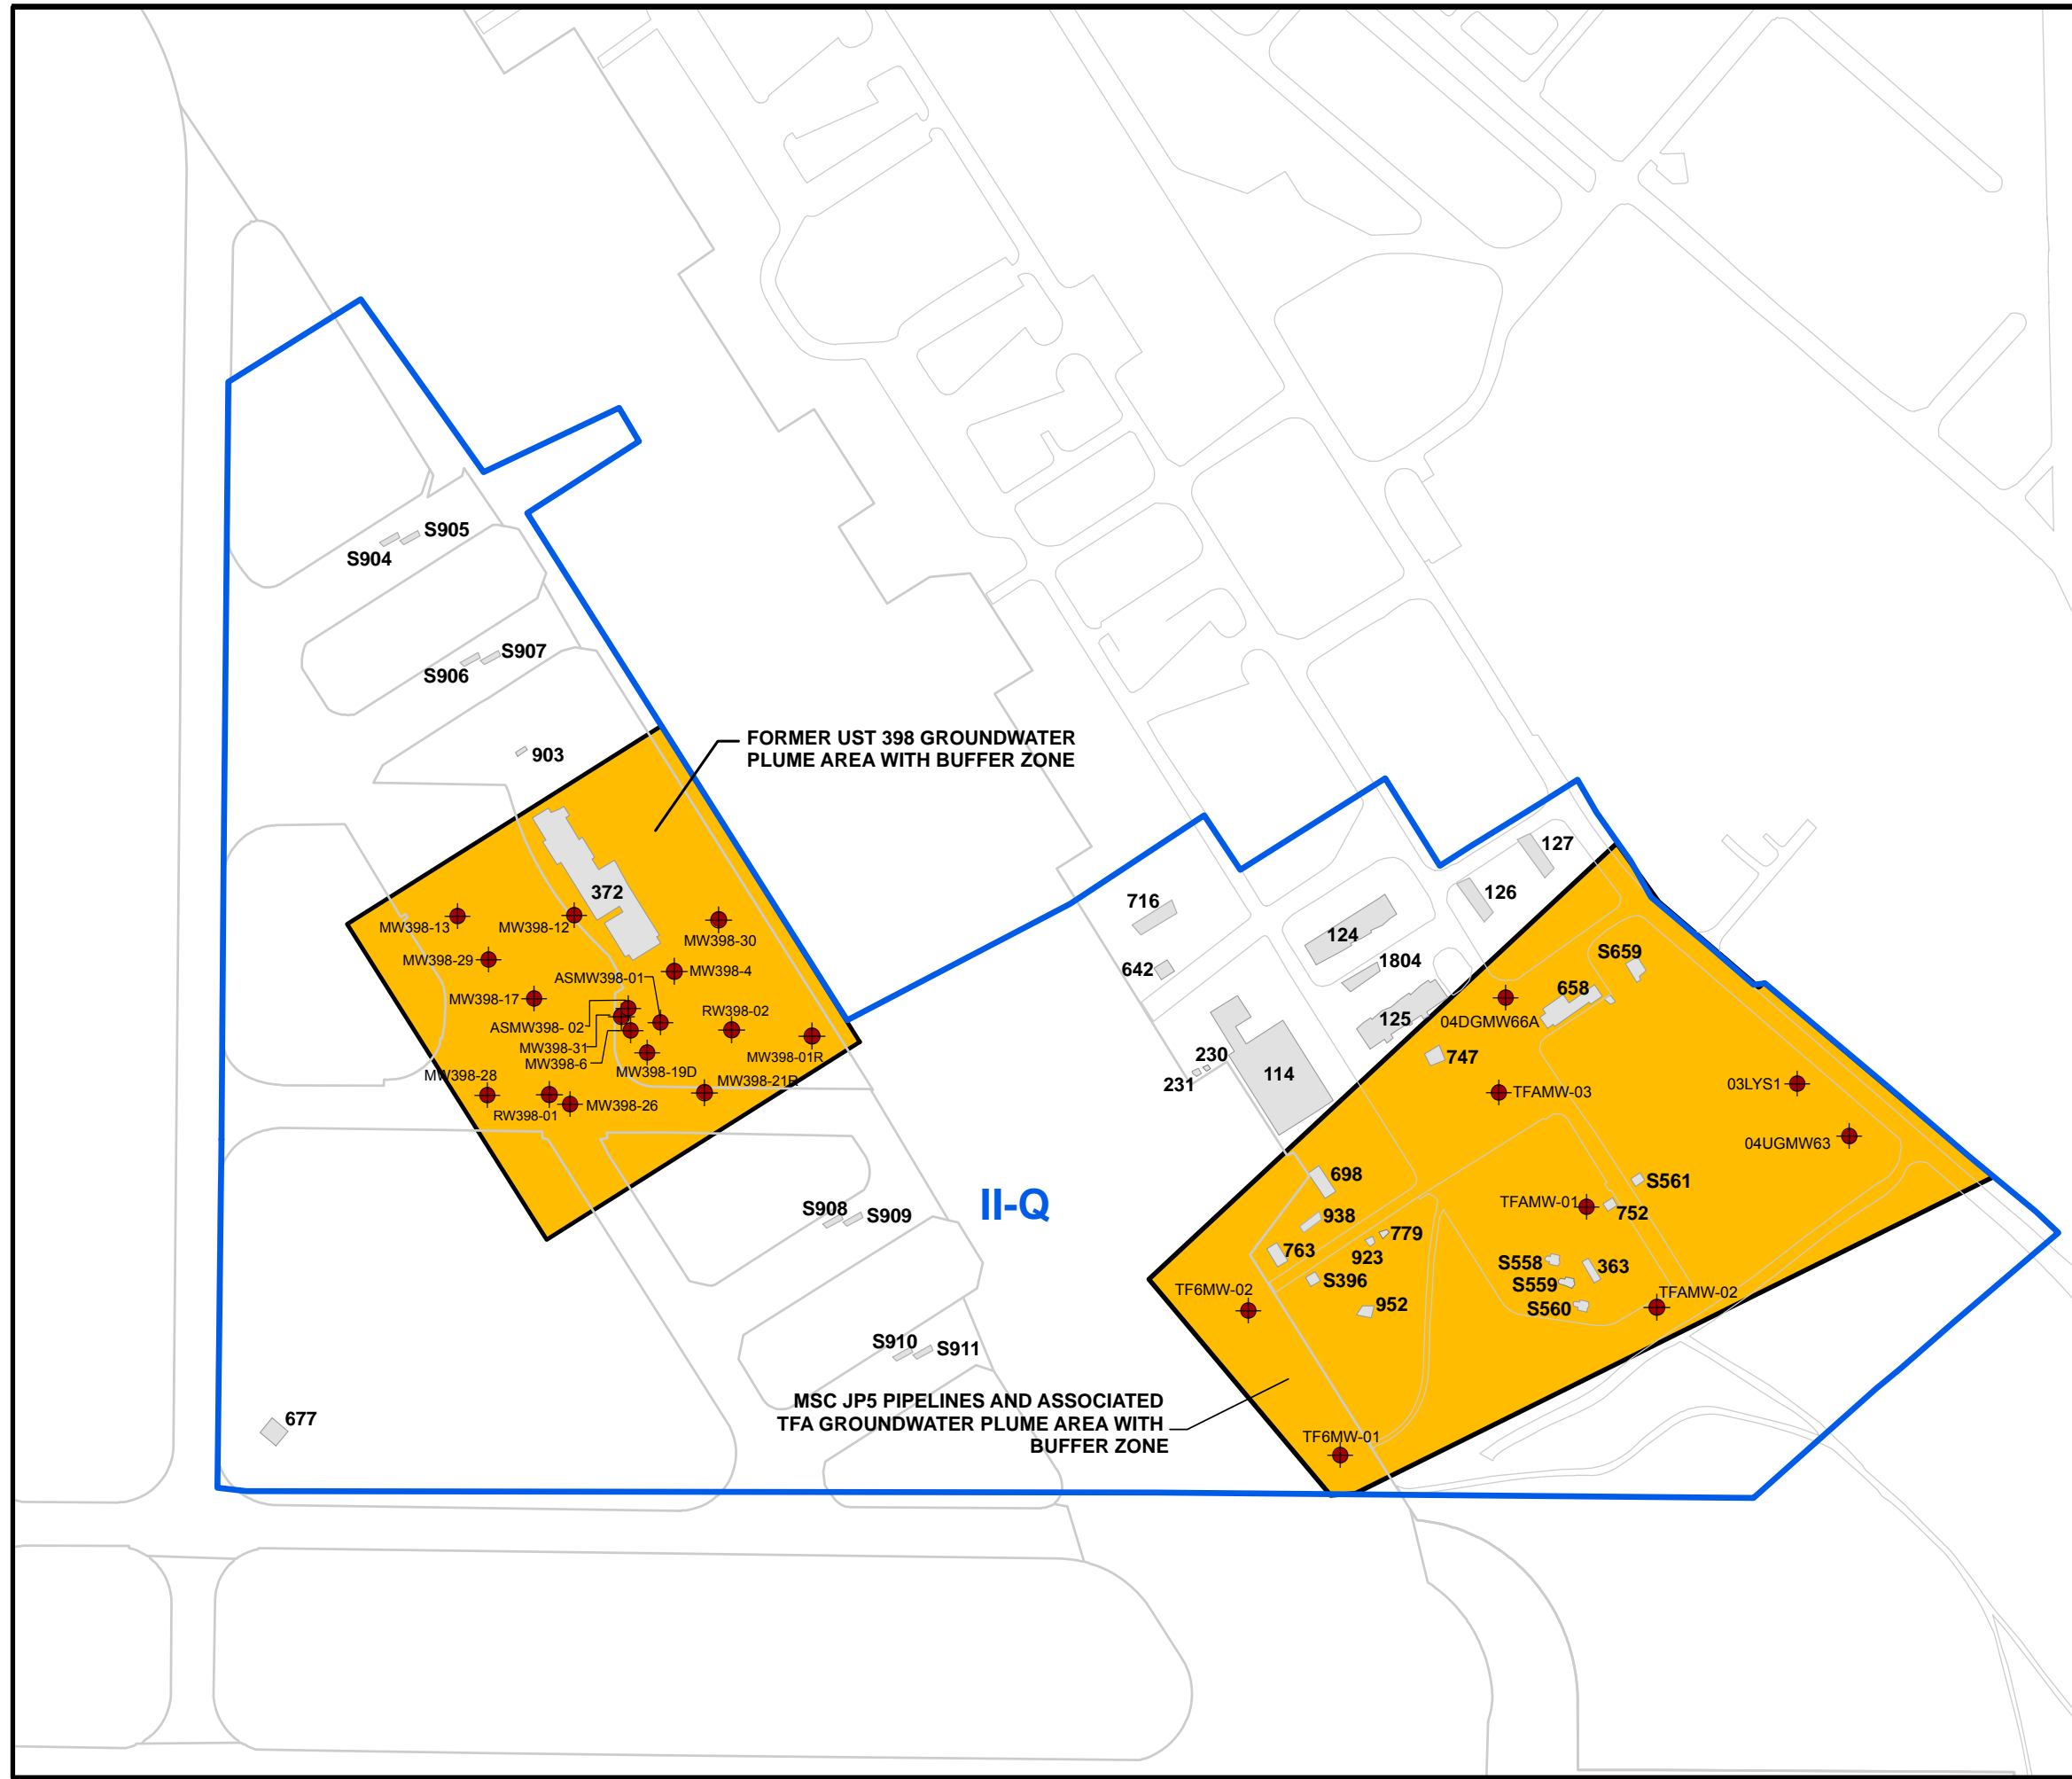 S905
S904
S907
S906
903
FORMER UST 398 GROUNDWATER
PLUME AREA WITH BUFFER ZONE
372
MW398-13
MW398-12
MW398-30
MW398-29
ASMW398-01
MW398-4
MW398-17
ASMW398- 02
RW398-02
MW398-31
MW398-6
MW398-01R
MW398-19D
MW398-28
MW398-21R
RW398-01
MW398-26
127
126
716
124
1804
642
S659
658
125
04DGMW66A
230
231
114
747
TFAMW-03
03LYS1
04UGMW63
698
S561
TFAMW-01
752
938
779
763
923
S396
S558
363
S559
S560
TFAMW-02
TF6MW-02
952
II-Q
S908
S909
S910
S911
MSC JP5 PIPELINES AND ASSOCIATED
TFA GROUNDWATER PLUME AREA WITH
BUFFER ZONE
TF6MW-01
677